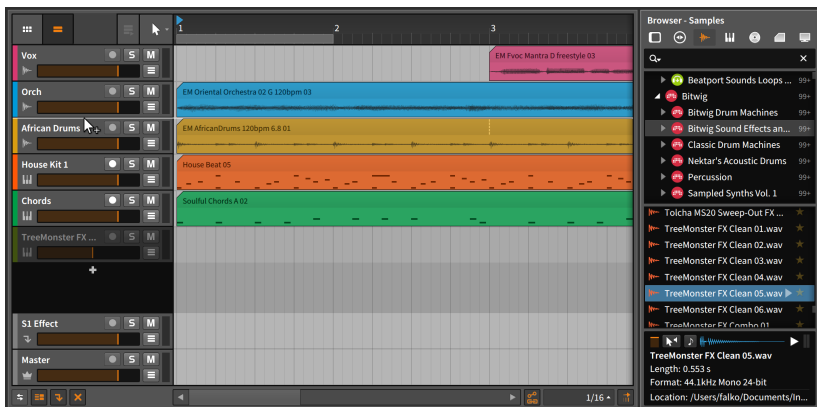 Browser - Samples
1
2
3
Vox
S M
EM Fvoc Mantra D freestyle 03
Orch
S M
EM Oriental Orchestra 02 G 120bpm 03
African Drums
S M
EM AfricanDrums 120bpm 6.8 01
House Kit 1
S M
House Beat 05
Chords
S M
Soulful Chords A 02
TreeMonster FX ...
S M
+
S1 Effect
S M
Master
S M
1/16
Beatport Sounds Loops ... 99+
Bitwig 99+
Bitwig Drum Machines 99+
Bitwig Sound Effects an... 99+
Classic Drum Machines 99+
Nektar's Acoustic Drums 99+
Percussion 99+
Sampled Synths Vol. 1 99+
Tolcha MS20 Sweep-Out FX ...
TreeMonster FX Clean 01.wav
TreeMonster FX Clean 02.wav
TreeMonster FX Clean 03.wav
TreeMonster FX Clean 04.wav
TreeMonster FX Clean 05.wav
TreeMonster FX Clean 06.wav
TreeMonster FX Combo 01
TreeMonster FX Clean 05.wav
Length: 0.553 s
Format: 44.1kHz Mono 24-bit
Location: /Users/falko/Documents/In...